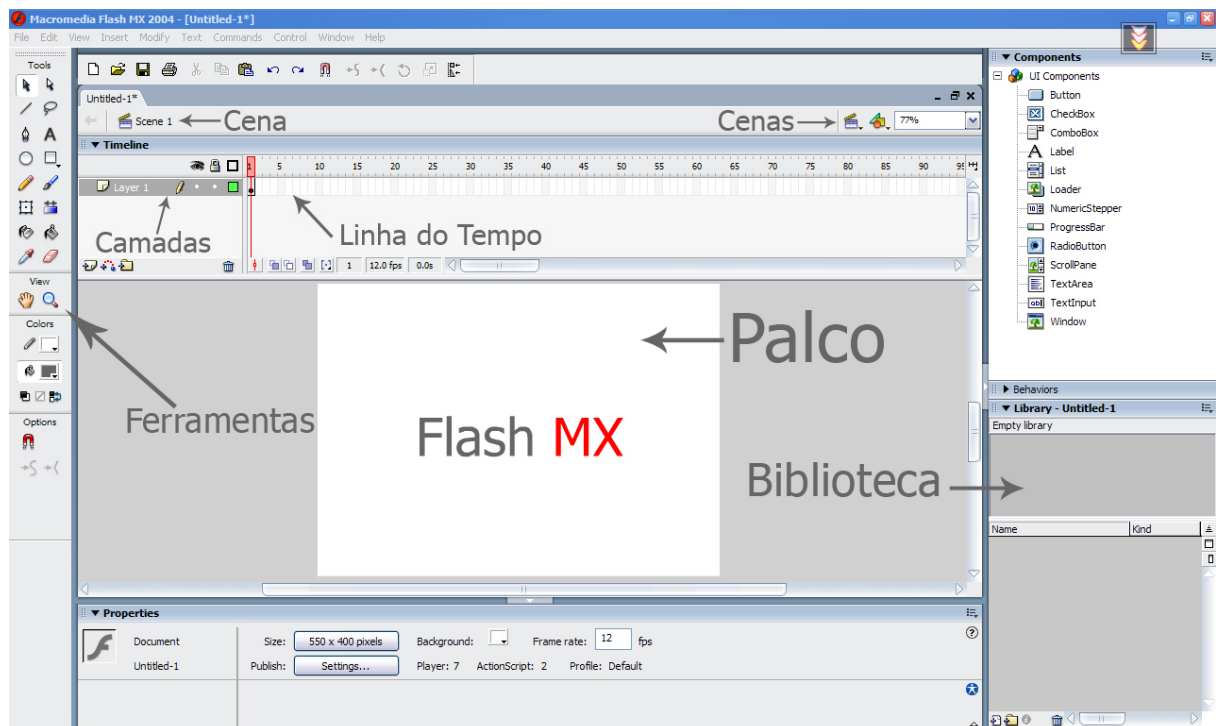 Macromedia Flash MX 2004 - [Untitled-1*]
File Edit View Insert Modify Text Commands Control Window Help
Tools
View
Colors
Options
Untitled-1*
Scene 1
Cena
Cenas
77%
Timeline
1 5 10 15 20 25 30 35 40 45 50 55 60 65 70 75 80 85 90 95
Layer 1
Camadas
Linha do Tempo
1 12.0 fps 0.0s
Palco
Ferramentas
Flash MX
Biblioteca
Properties
Document
Size: 550 x 400 pixels Background: Frame rate: 12 fps
Untitled-1
Publish: Settings... Player: 7 ActionScript: 2 Profile: Default
Components
UI Components
Button
CheckBox
ComboBox
Label
List
Loader
NumericStepper
ProgressBar
RadioButton
ScrollPane
TextArea
TextInput
Window
Behaviors
Library - Untitled-1
Empty library
Name Kind